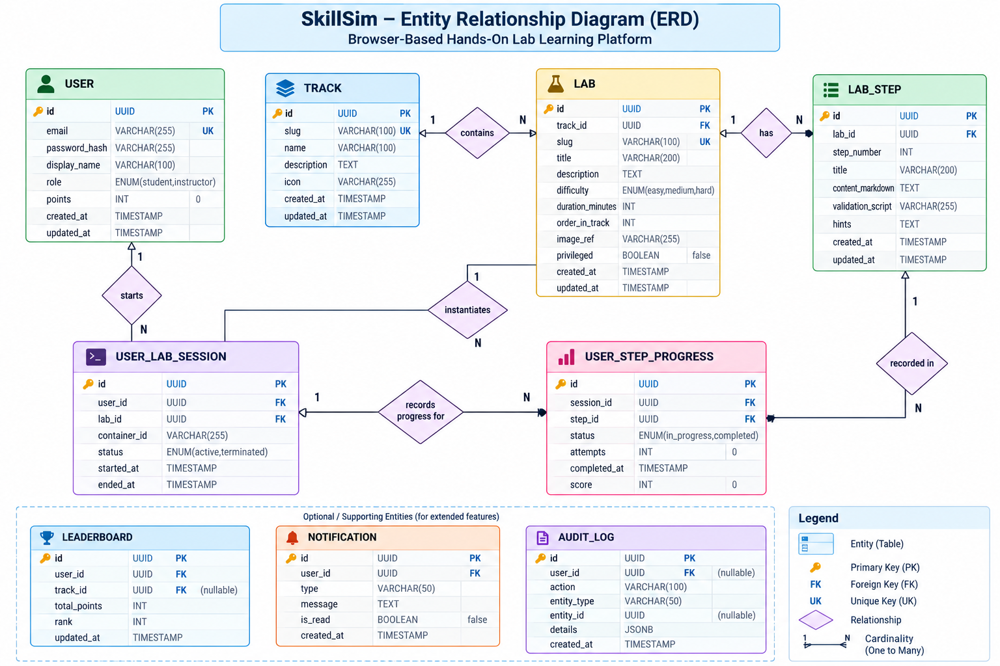 SkillSim – Entity Relationship Diagram (ERD)
Browser-Based Hands-On Lab Learning Platform
USER
id UUID PK
email VARCHAR(255) UK
password_hash VARCHAR(255)
display_name VARCHAR(100)
role ENUM(student,instructor)
points INT 0
created_at TIMESTAMP
updated_at TIMESTAMP
TRACK
id UUID PK
slug VARCHAR(100) UK
name VARCHAR(100)
description TEXT
icon VARCHAR(255)
created_at TIMESTAMP
updated_at TIMESTAMP
1 contains N
LAB
id UUID PK
track_id UUID FK
slug VARCHAR(100) UK
title VARCHAR(200)
description TEXT
difficulty ENUM(easy,medium,hard)
duration_minutes INT
order_in_track INT
image_ref VARCHAR(255)
privileged BOOLEAN false
created_at TIMESTAMP
updated_at TIMESTAMP
1 has N
LAB_STEP
id UUID PK
lab_id UUID FK
step_number INT
title VARCHAR(200)
content_markdown TEXT
validation_script VARCHAR(255)
hints TEXT
created_at TIMESTAMP
updated_at TIMESTAMP
1
starts
N
1
instantiates
N
1
recorded in
N
USER_LAB_SESSION
id UUID PK
user_id UUID FK
lab_id UUID FK
container_id VARCHAR(255)
status ENUM(active,terminated)
started_at TIMESTAMP
ended_at TIMESTAMP
1 N
records
progress for
USER_STEP_PROGRESS
id UUID PK
session_id UUID FK
step_id UUID FK
status ENUM(in_progress,completed)
attempts INT 0
completed_at TIMESTAMP
score INT 0
Optional / Supporting Entities (for extended features)
LEADERBOARD
id UUID PK
user_id UUID FK
track_id UUID FK (nullable)
total_points INT
rank INT
updated_at TIMESTAMP
NOTIFICATION
id UUID PK
user_id UUID FK
type VARCHAR(50)
message TEXT
is_read BOOLEAN false
created_at TIMESTAMP
AUDIT_LOG
id UUID PK
user_id UUID FK (nullable)
action VARCHAR(100)
entity_type VARCHAR(50)
entity_id UUID (nullable)
details JSONB
created_at TIMESTAMP
Legend
Entity (Table)
Primary Key (PK)
FK Foreign Key (FK)
UK Unique Key (UK)
Relationship
1 N Cardinality
(One to Many)